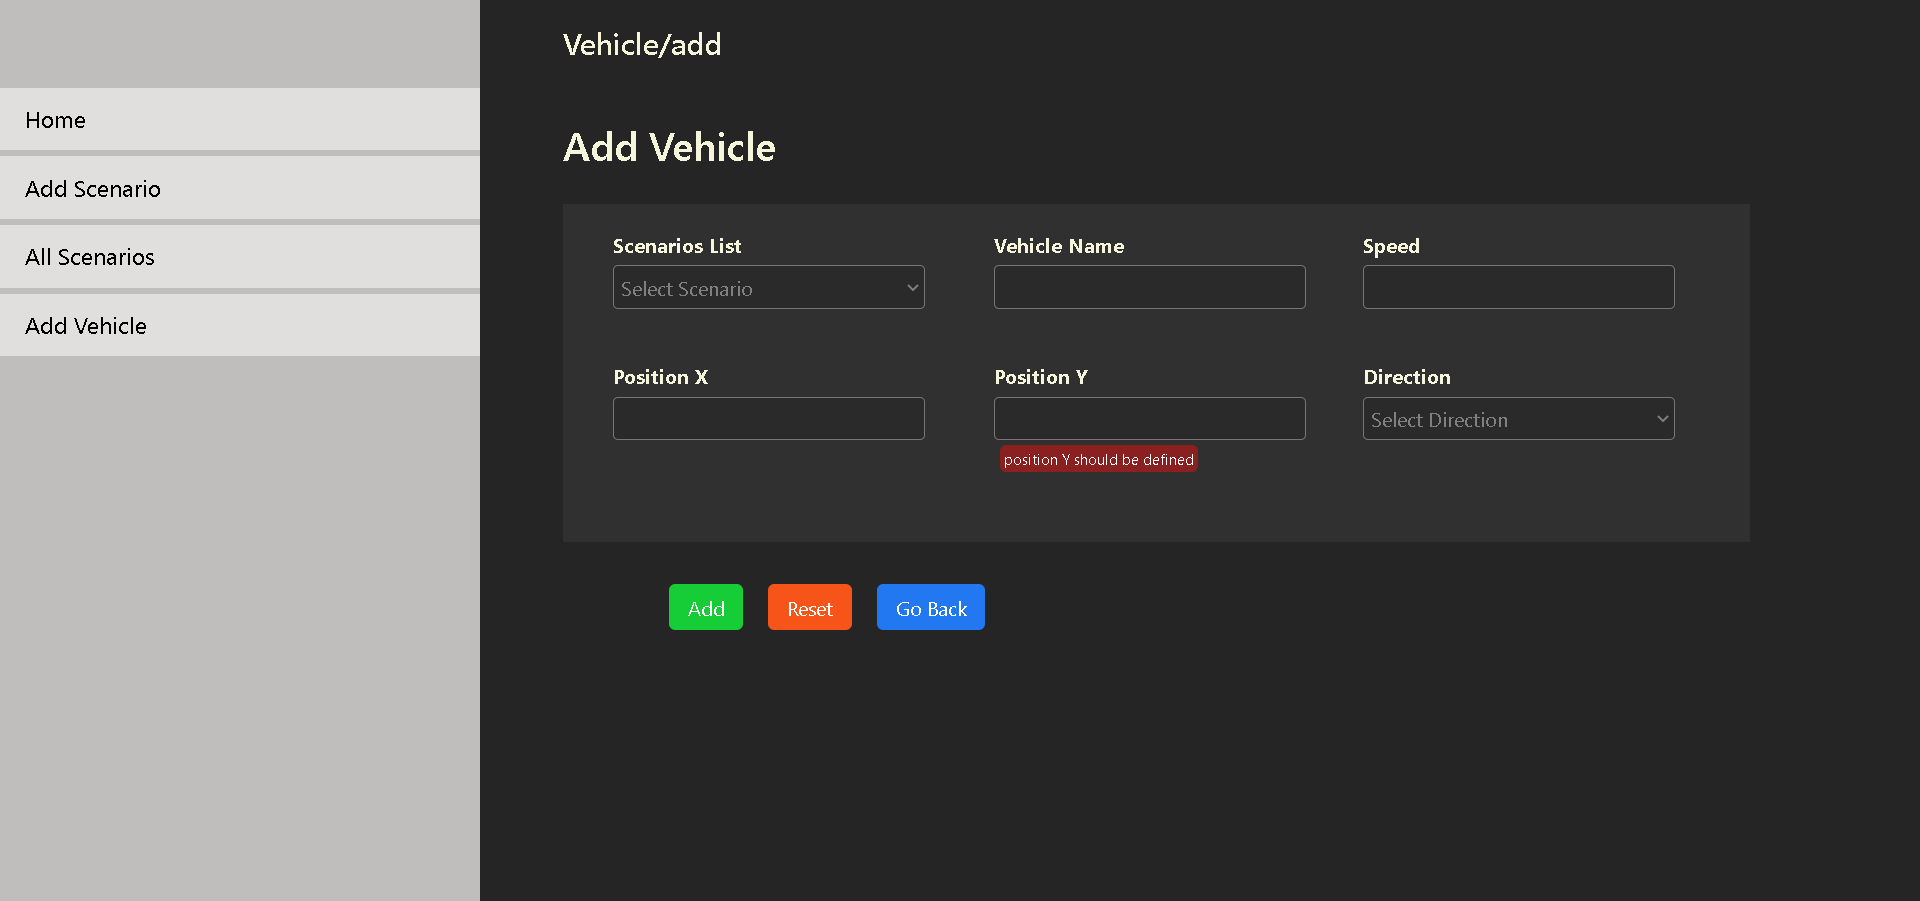 Home
Add Scenario
All Scenarios
Add Vehicle
Vehicle/add
Add Vehicle
Scenarios List
Select Scenario
Vehicle Name
Speed
Position X
Position Y
position Y should be defined
Direction
Select Direction
Add
Reset
Go Back